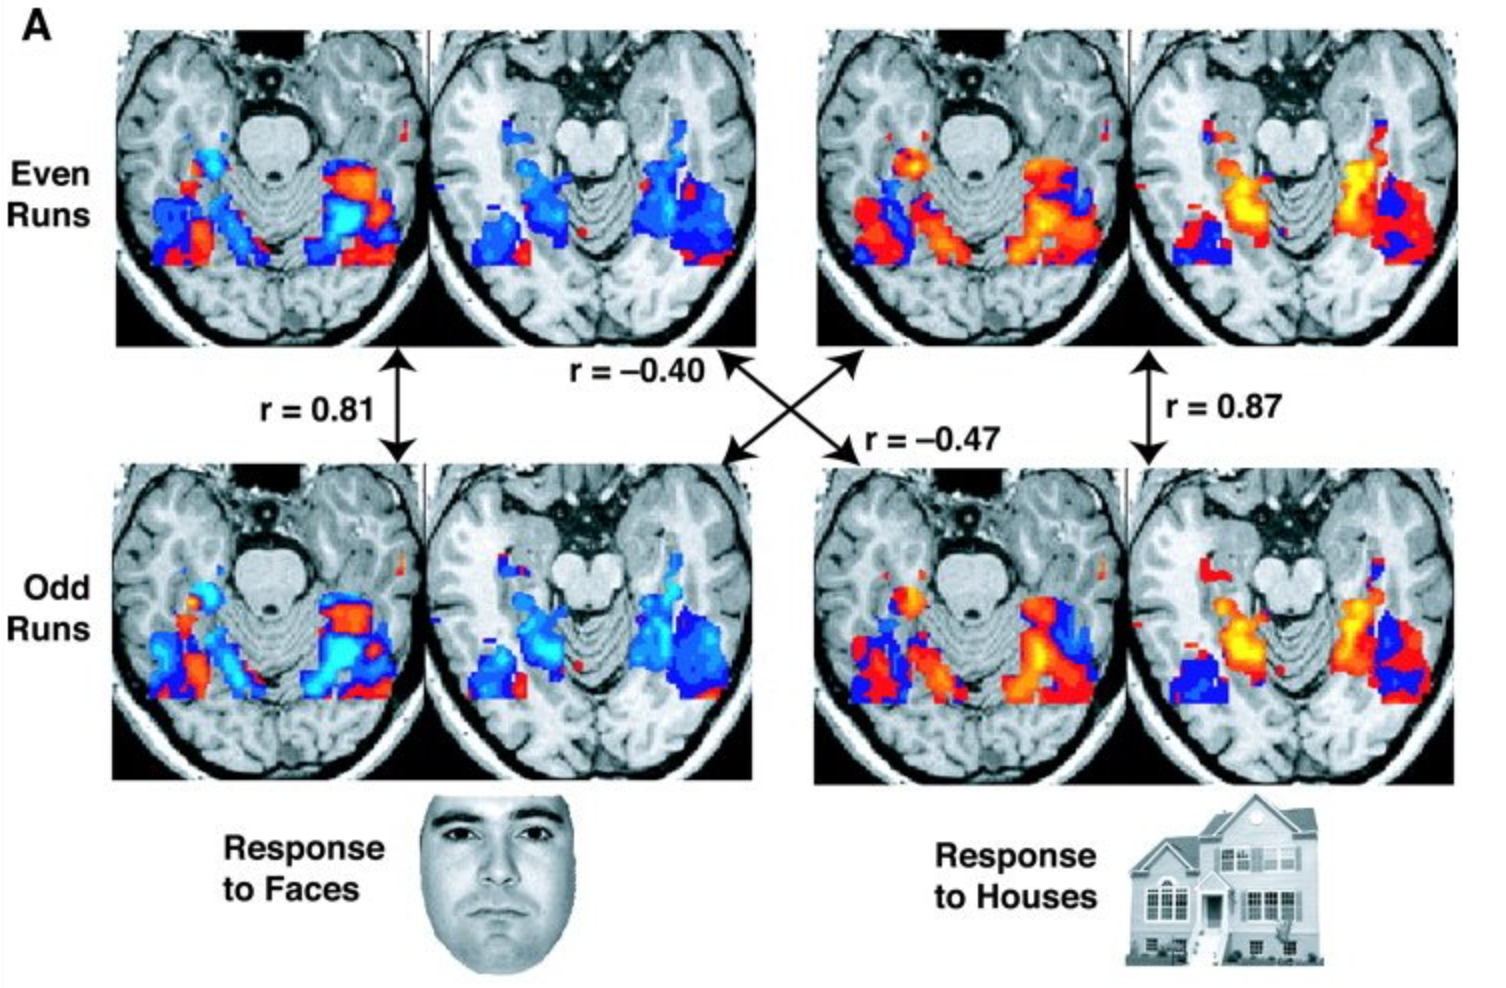 A
Even
Runs
r = 0.81
r = –0.40
r = –0.47
r = 0.87
Odd
Runs
Response
to Faces
Response
to Houses